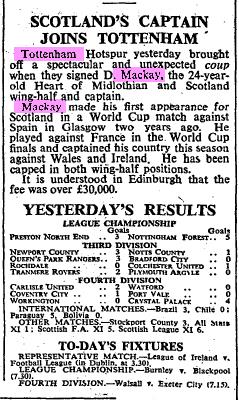 SCOTLAND'S CAPTAIN
JOINS TOTTENHAM
Tottenham Hotspur yesterday brought
off a spectacular and unexpected coup
when they signed D. Mackay, the 24-year-
old Heart of Midlothian and Scotland
wing-half and captain.
Mackay made his first appearance for
Scotland in a World Cup match against
Spain in Glasgow two years ago. He
played against France in the World Cup
finals and captained his country this season
against Wales and Ireland. He has been
capped in both wing-half positions.
It is understood in Edinburgh that the
fee was over £30,000.
YESTERDAY'S RESULTS
LEAGUE CHAMPIONSHIP
Goals Goals
PRESTON NORTH END .. 3 NOTTINGHAM FOREST ..
THIRD DIVISION
NEWPORT COUNTY .. 3 NOTTS COUNTY .. 1
QUEEN'S PARK RANGERS.. 3 BRADFORD CITY .. 0
ROCHDALE .. 0 COLCHESTER UNITED .. 1
TRANMERE ROVERS .. 2 PLYMOUTH ARGYLE .. 0
FOURTH DIVISION
CARLISLE UNITED .. 2 WATFORD .. 0
COVENTRY CITY .. 1 PORT VALE .. 0
WORKINGTON .. 0 CRYSTAL PALACE .. 4
INTERNATIONAL MATCHES.—Brazil 3, Chile 0;
Paraguay 5, Bolivia 0.
OTHER MATCHES.—Stockport County 3, All Stars
XI 1; Scottish F.A. XI 5, Scottish League XI 6.
TO-DAY'S FIXTURES
REPRESENTATIVE MATCH.—League of Ireland v.
Football League (in Dublin, at 3.30).
LEAGUE CHAMPIONSHIP.—Burnley v. Blackpool
(7.30).
FOURTH DIVISION.—Walsall v. Exeter City (7.15).